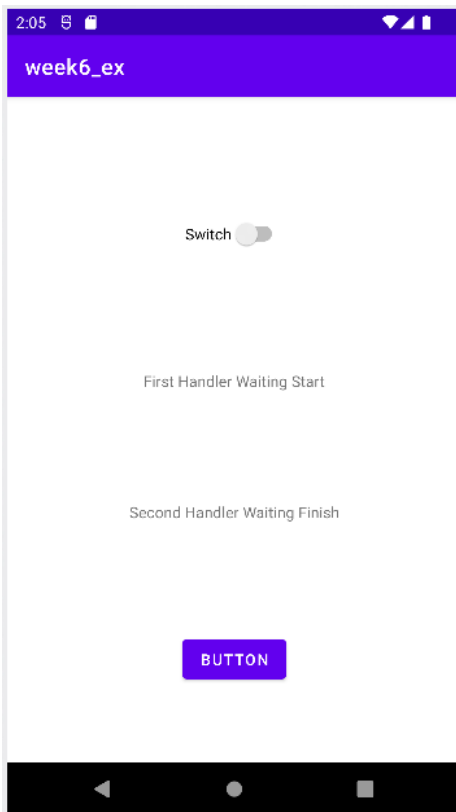 2:05
week6_ex
Switch
First Handler Waiting Start
Second Handler Waiting Finish
BUTTON